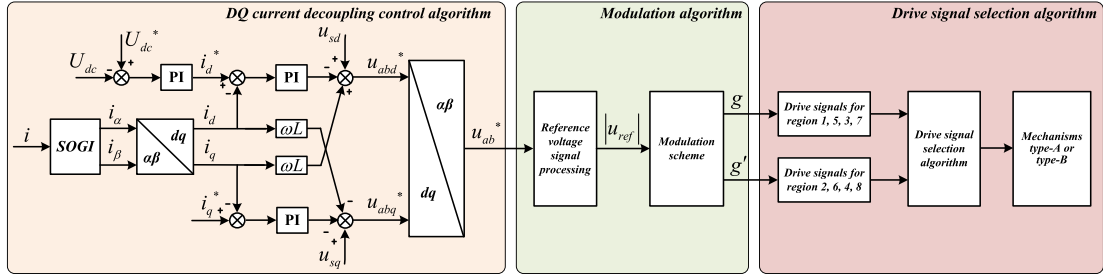 DQ current decoupling control algorithm
Modulation algorithm
Drive signal selection algorithm
U_dc^*
U_dc
-
+
PI
i_d^*
+
-
PI
u_sd
-
+
+
u_abd^*
i
SOGI
i_α
i_β
dq
αβ
i_d
i_q
ωL
ωL
i_q^*
-
+
PI
-
-
+
u_sq
u_abq^*
αβ
dq
u_ab^*
Reference
voltage
signal
processing
|u_ref|
Modulation
scheme
g
g'
Drive signals for
region 1, 5, 3, 7
Drive signals for
region 2, 6, 4, 8
Drive signal
selection
algorithm
Mechanisms
type-A or
type-B